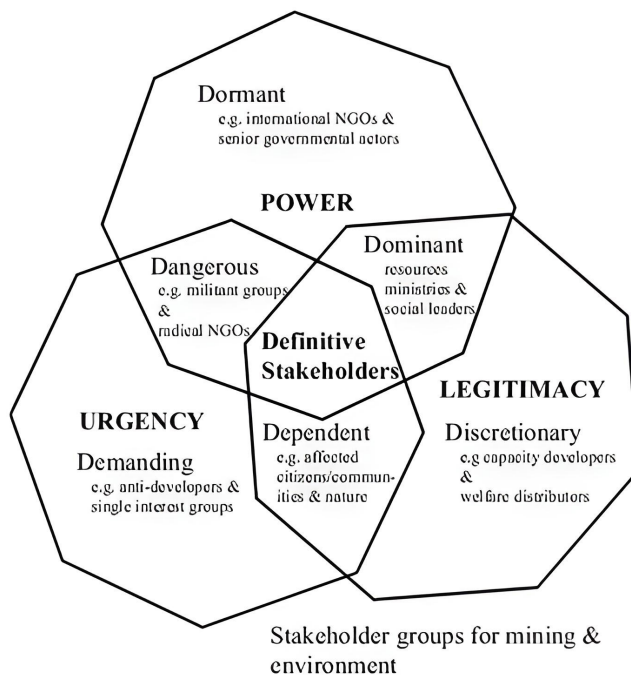 Dormant
e.g. international NGOs &
senior governmental actors
POWER
Dominant
resources
ministries &
social leaders
Dangerous
e.g. militant groups
&
radical NGOs
Definitive
Stakeholders
URGENCY
Demanding
e.g. anti-developers &
single interest groups
Dependent
e.g. affected
citizens/commun-
ities & nature
LEGITIMACY
Discretionary
e.g capacity developers
&
welfare distributors
Stakeholder groups for mining &
environment